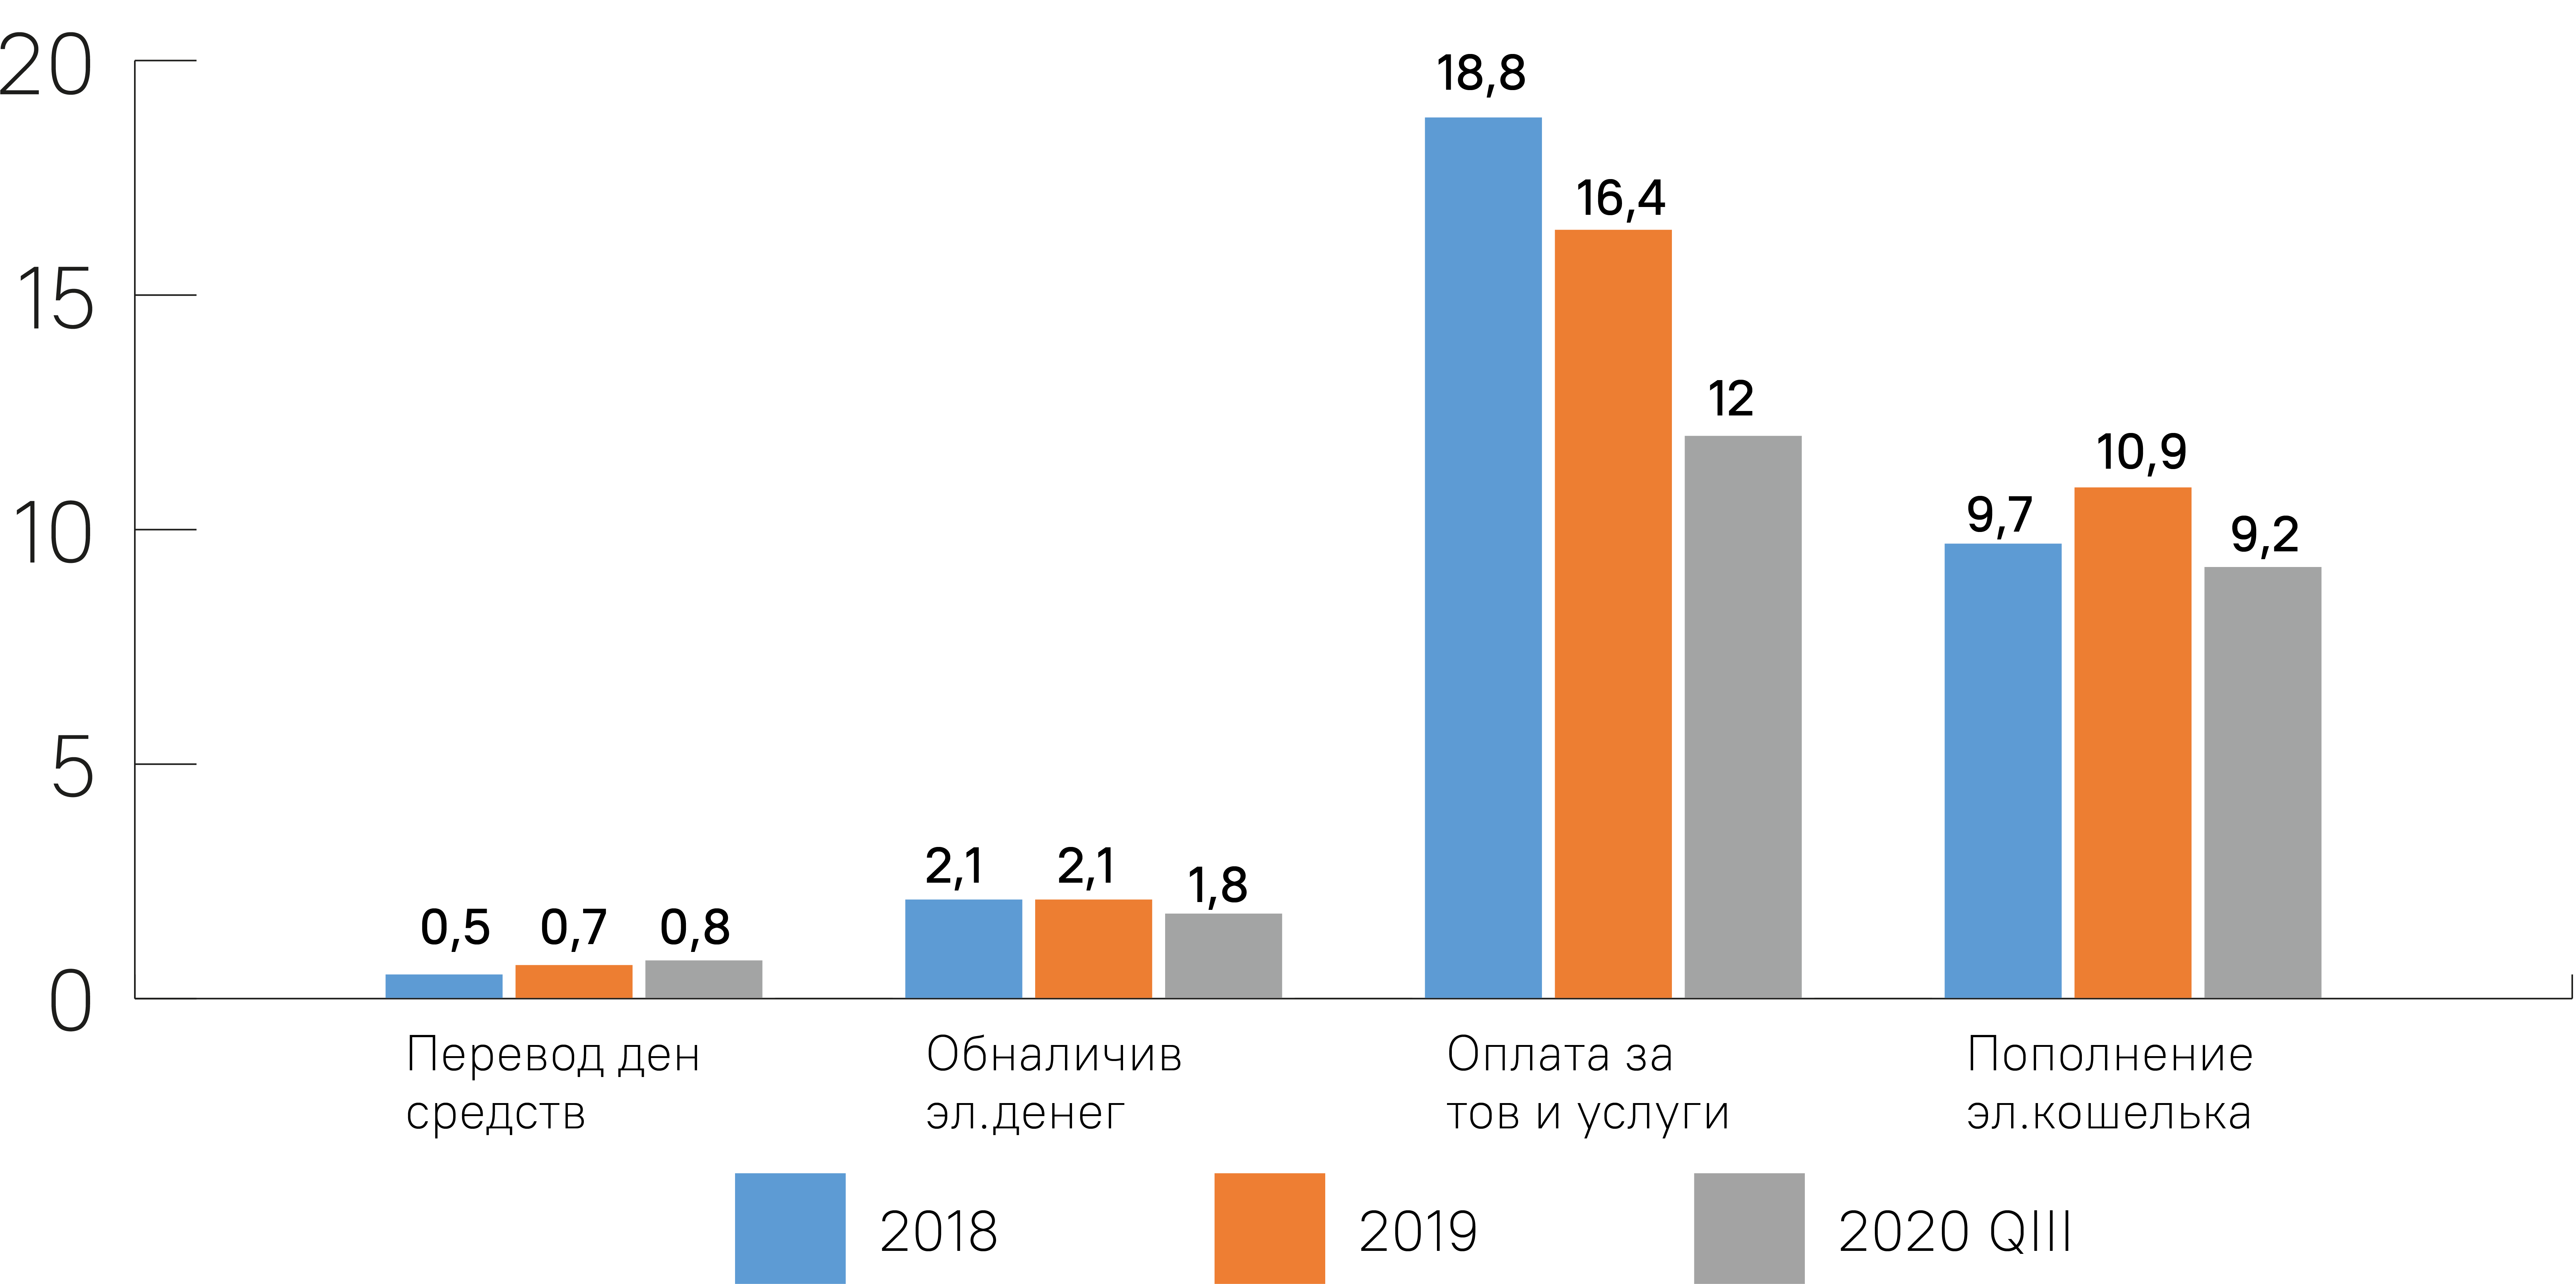 20
15
10
5
0
18,8
16,4
12
10,9
9,7
9,2
2,1
2,1
1,8
0,5
0,7
0,8
Перевод ден
средств
Обналичив
эл.денег
Оплата за
тов и услуги
Пополнение
эл.кошелька
2018
2019
2020 QIII